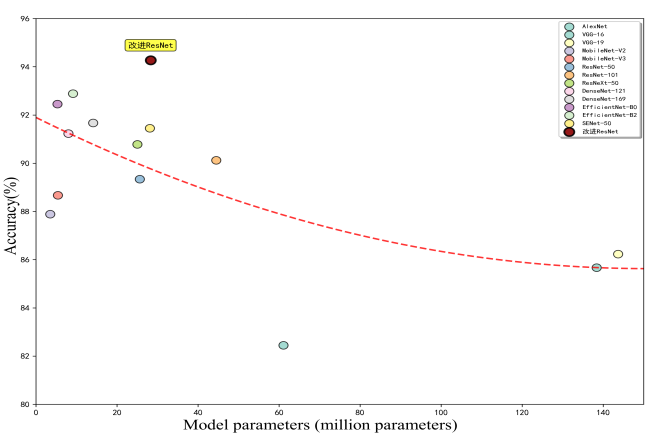 96
94
92
90
88
86
84
82
80
0
20
40
60
80
100
120
140
Accuracy(%)
Model parameters (million parameters)
改进ResNet
AlexNet
VGG-16
VGG-19
MobileNet-V2
MobileNet-V3
ResNet-50
ResNet-101
ResNeXt-50
DenseNet-121
DenseNet-169
EfficientNet-B0
EfficientNet-B2
SENet-50
改进ResNet